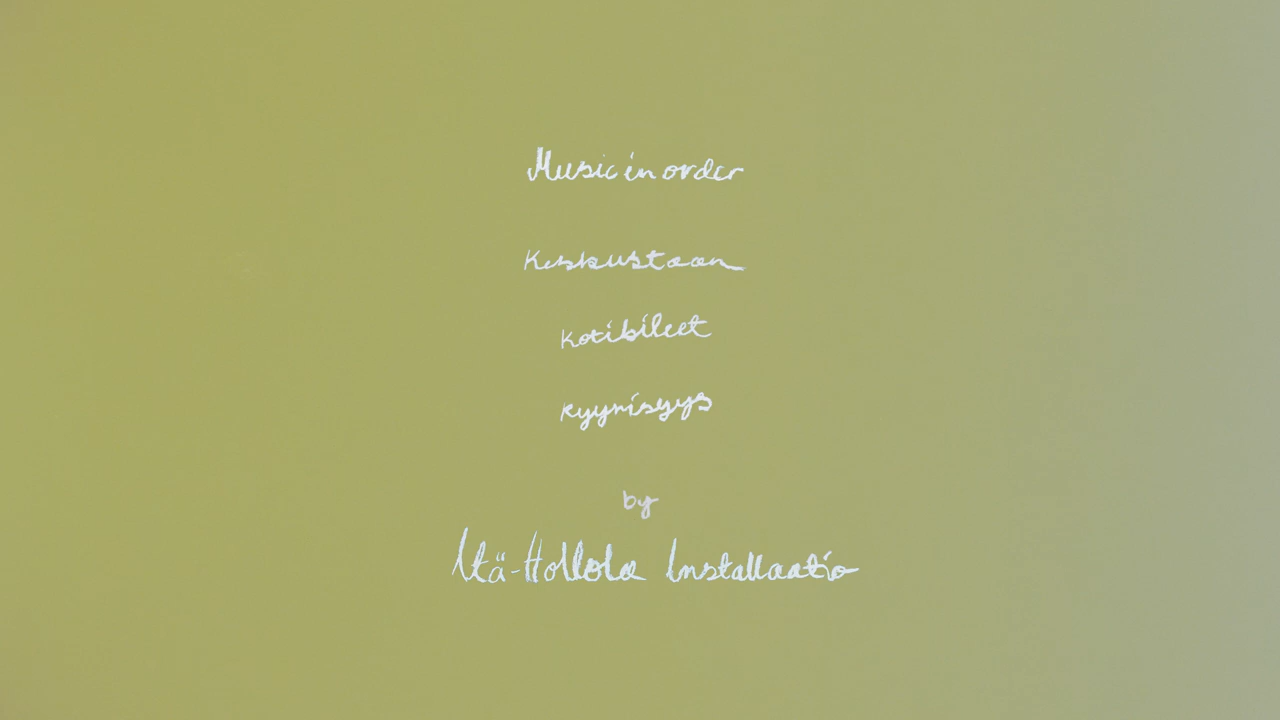 Music in order
Keskustaan
Kotibileet
Kyynisyys
by
Itä-Hollola Installaatio